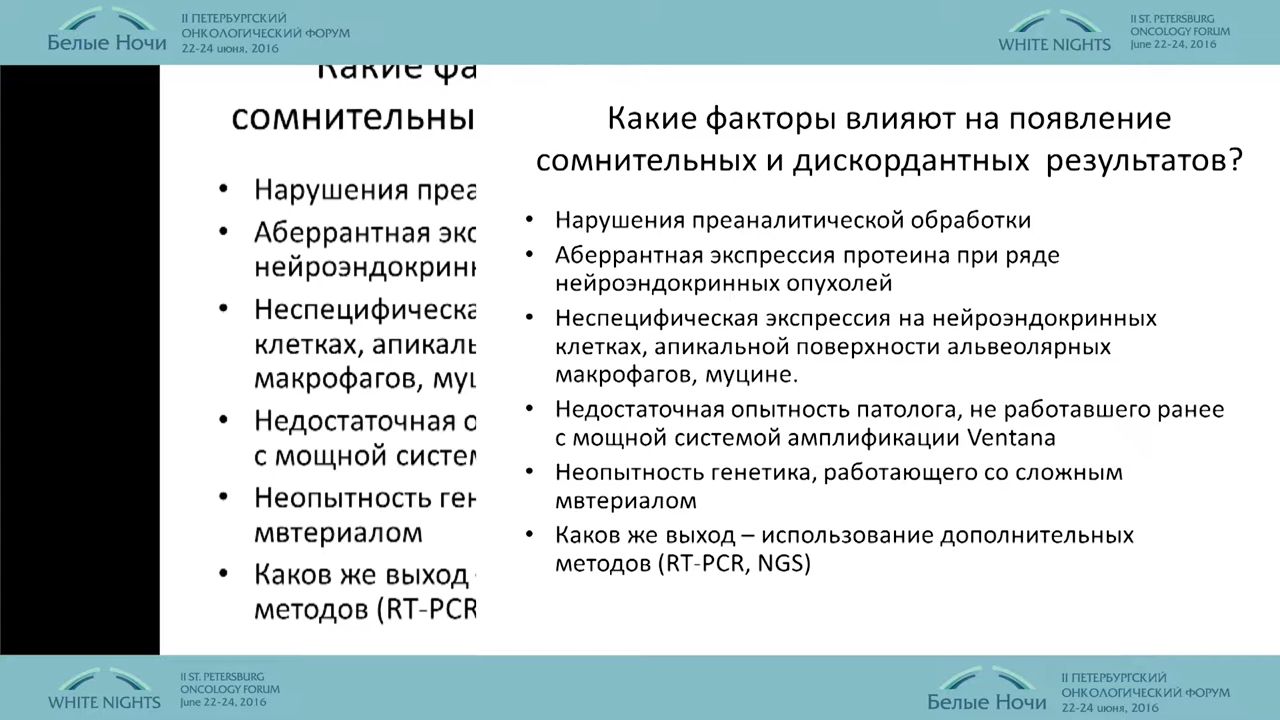 II ПЕТЕРБУРГСКИЙ
ОНКОЛОГИЧЕСКИЙ ФОРУМ
Белые Ночи
22-24 июня, 2016
II ST. PETERSBURG
ONCOLOGY FORUM
WHITE NIGHTS
June 22-24, 2016
Какие фа
сомнительны
Нарушения преа
Аберрантная экс
нейроэндокринн
Неспецифическа
клетках, апикаль
макрофагов, муц
Недостаточная о
с мощной систем
Неопытность ген
мвтериалом
Каков же выход
методов (RT-PCR
Какие факторы влияют на появление
сомнительных и дискордантных результатов?
• Нарушения преаналитической обработки
• Аберрантная экспрессия протеина при ряде
нейроэндокринных опухолей
• Неспецифическая экспрессия на нейроэндокринных
клетках, апикальной поверхности альвеолярных
макрофагов, муцине.
• Недостаточная опытность патолога, не работавшего ранее
с мощной системой амплификации Ventana
• Неопытность генетика, работающего со сложным
мвтериалом
• Каков же выход – использование дополнительных
методов (RT-PCR, NGS)
II ST. PETERSBURG
ONCOLOGY FORUM
WHITE NIGHTS
June 22-24, 2016
II ПЕТЕРБУРГСКИЙ
ОНКОЛОГИЧЕСКИЙ ФОРУМ
Белые Ночи
22-24 июня, 2016